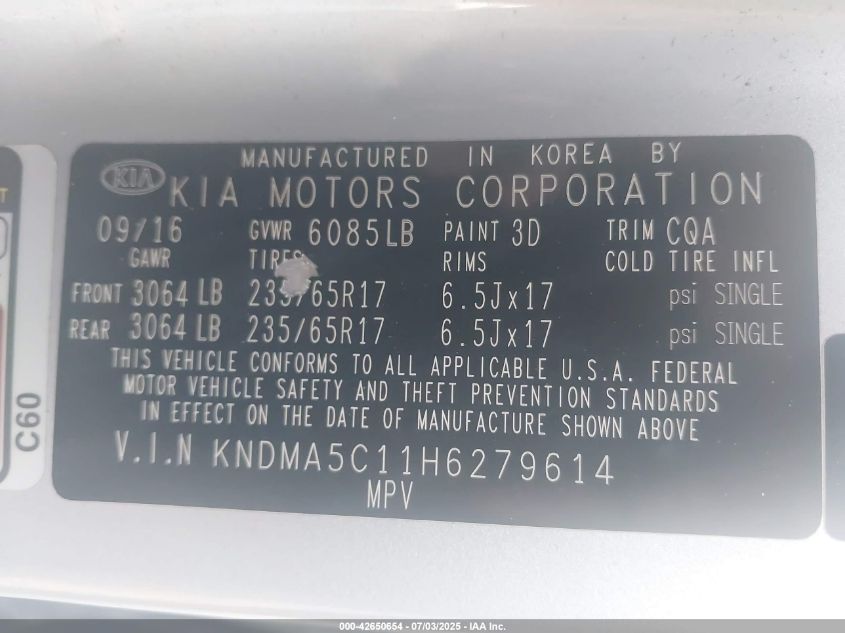 MANUFACTURED IN KOREA BY
KIA KIA MOTORS CORPORATION
09/16 GVWR 6085LB PAINT 3D TRIM CQA
GAWR TIRES RIMS COLD TIRE INFL
FRONT 3064 LB 235/65R17 6.5Jx17 psi SINGLE
REAR 3064 LB 235/65R17 6.5Jx17 psi SINGLE
THIS VEHICLE CONFORMS TO ALL APPLICABLE U.S.A. FEDERAL
MOTOR VEHICLE SAFETY AND THEFT PREVENTION STANDARDS
IN EFFECT ON THE DATE OF MANUFACTURE SHOWN ABOVE
V.I.N KNDMA5C11H6279614
MPV
C60
000-42650654 - 07/03/2025 - IAA Inc.